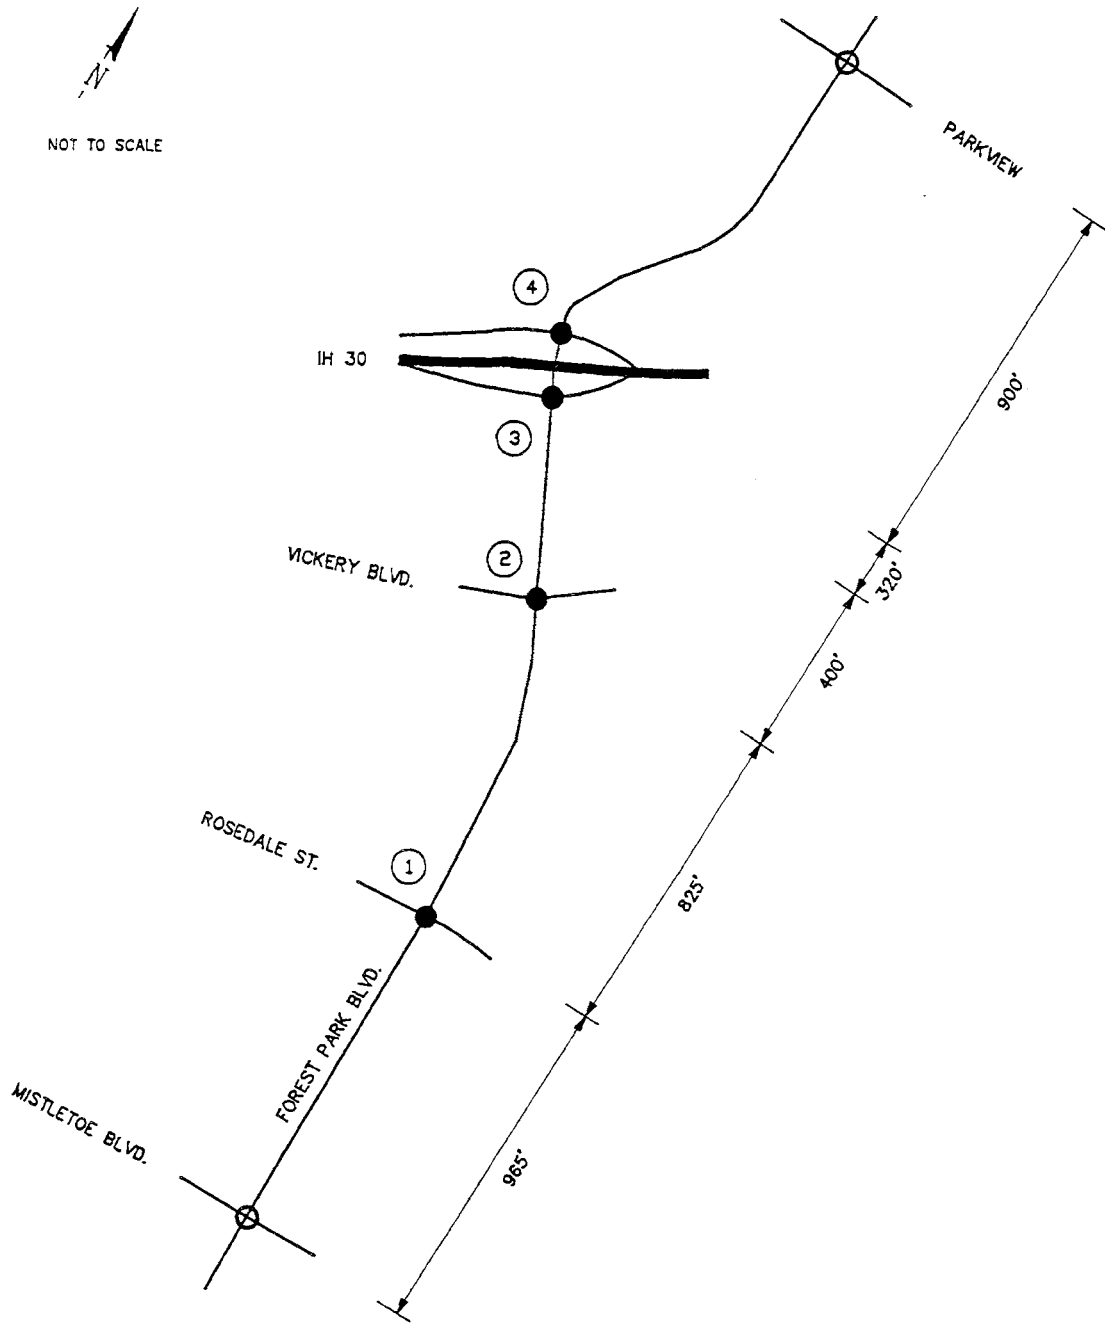 N
NOT TO SCALE
PARKVIEW
4
IH 30
900'
3
VICKERY BLVD.
2
320'
400'
ROSEDALE ST.
1
825'
FOREST PARK BLVD.
MISTLETOE BLVD.
965'